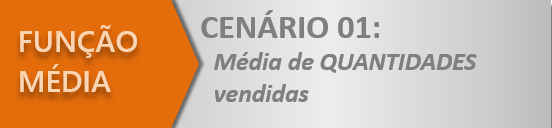 FUNÇÃO
MÉDIA
CENÁRIO 01:
Média de QUANTIDADES
vendidas